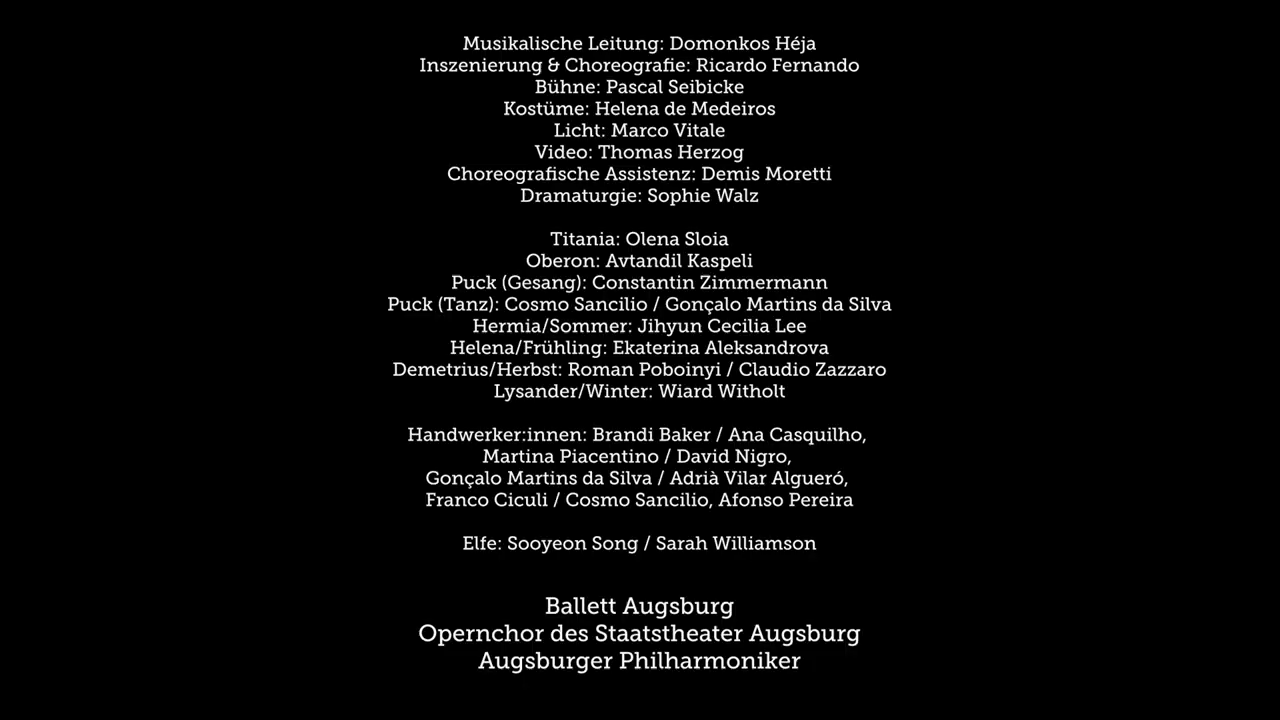 Musikalische Leitung: Domonkos Héja
Inszenierung & Choreografie: Ricardo Fernando
Bühne: Pascal Seibicke
Kostüme: Helena de Medeiros
Licht: Marco Vitale
Video: Thomas Herzog
Choreografische Assistenz: Demis Moretti
Dramaturgie: Sophie Walz
Titania: Olena Sloia
Oberon: Avtandil Kaspeli
Puck (Gesang): Constantin Zimmermann
Puck (Tanz): Cosmo Sancilio / Gonçalo Martins da Silva
Hermia/Sommer: Jihyun Cecilia Lee
Helena/Frühling: Ekaterina Aleksandrova
Demetrius/Herbst: Roman Poboinyi / Claudio Zazzaro
Lysander/Winter: Wiard Witholt
Handwerker:innen: Brandi Baker / Ana Casquilho,
Martina Piacentino / David Nigro,
Gonçalo Martins da Silva / Adrià Vilar Algueró,
Franco Ciculi / Cosmo Sancilio, Afonso Pereira
Elfe: Sooyeon Song / Sarah Williamson
Ballett Augsburg
Opernchor des Staatstheater Augsburg
Augsburger Philharmoniker